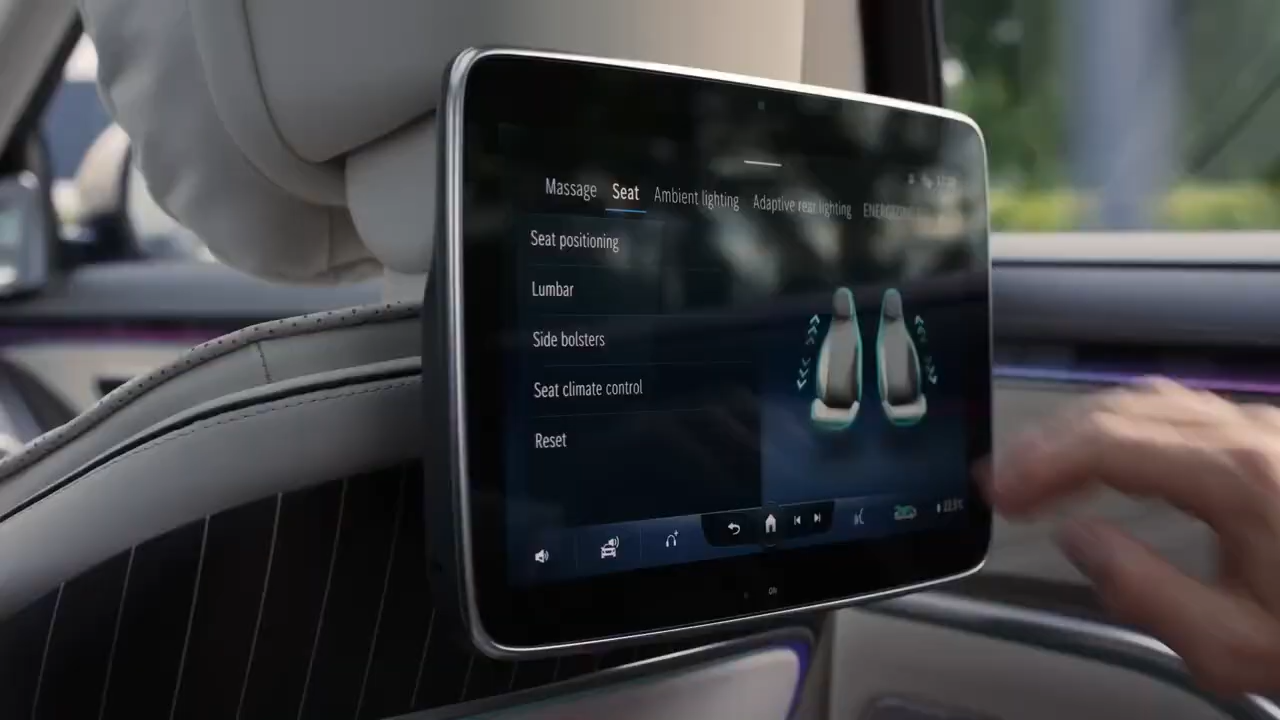 Massage Seat Ambient lighting Adaptive rear lighting
Seat positioning
Lumbar
Side bolsters
Seat climate control
Reset